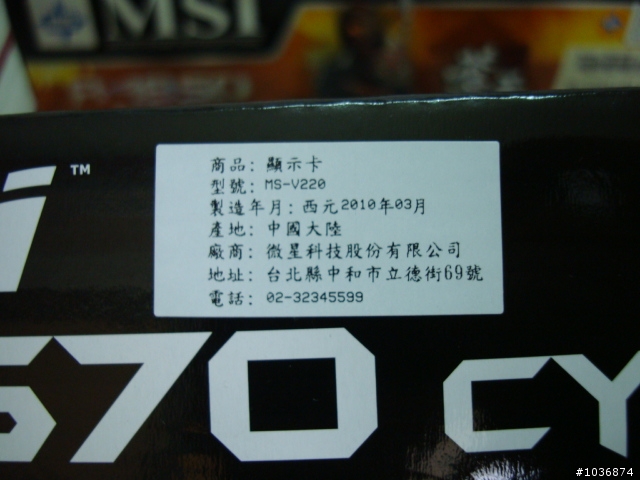 MSI
R4850
TM
商品: 顯示卡
型號: MS-V220
製造年月: 西元2010年03月
產地: 中國大陸
廠商: 微星科技股份有限公司
地址: 台北縣中和市立德街69號
電話: 02-32345599
570 CY
#1036874